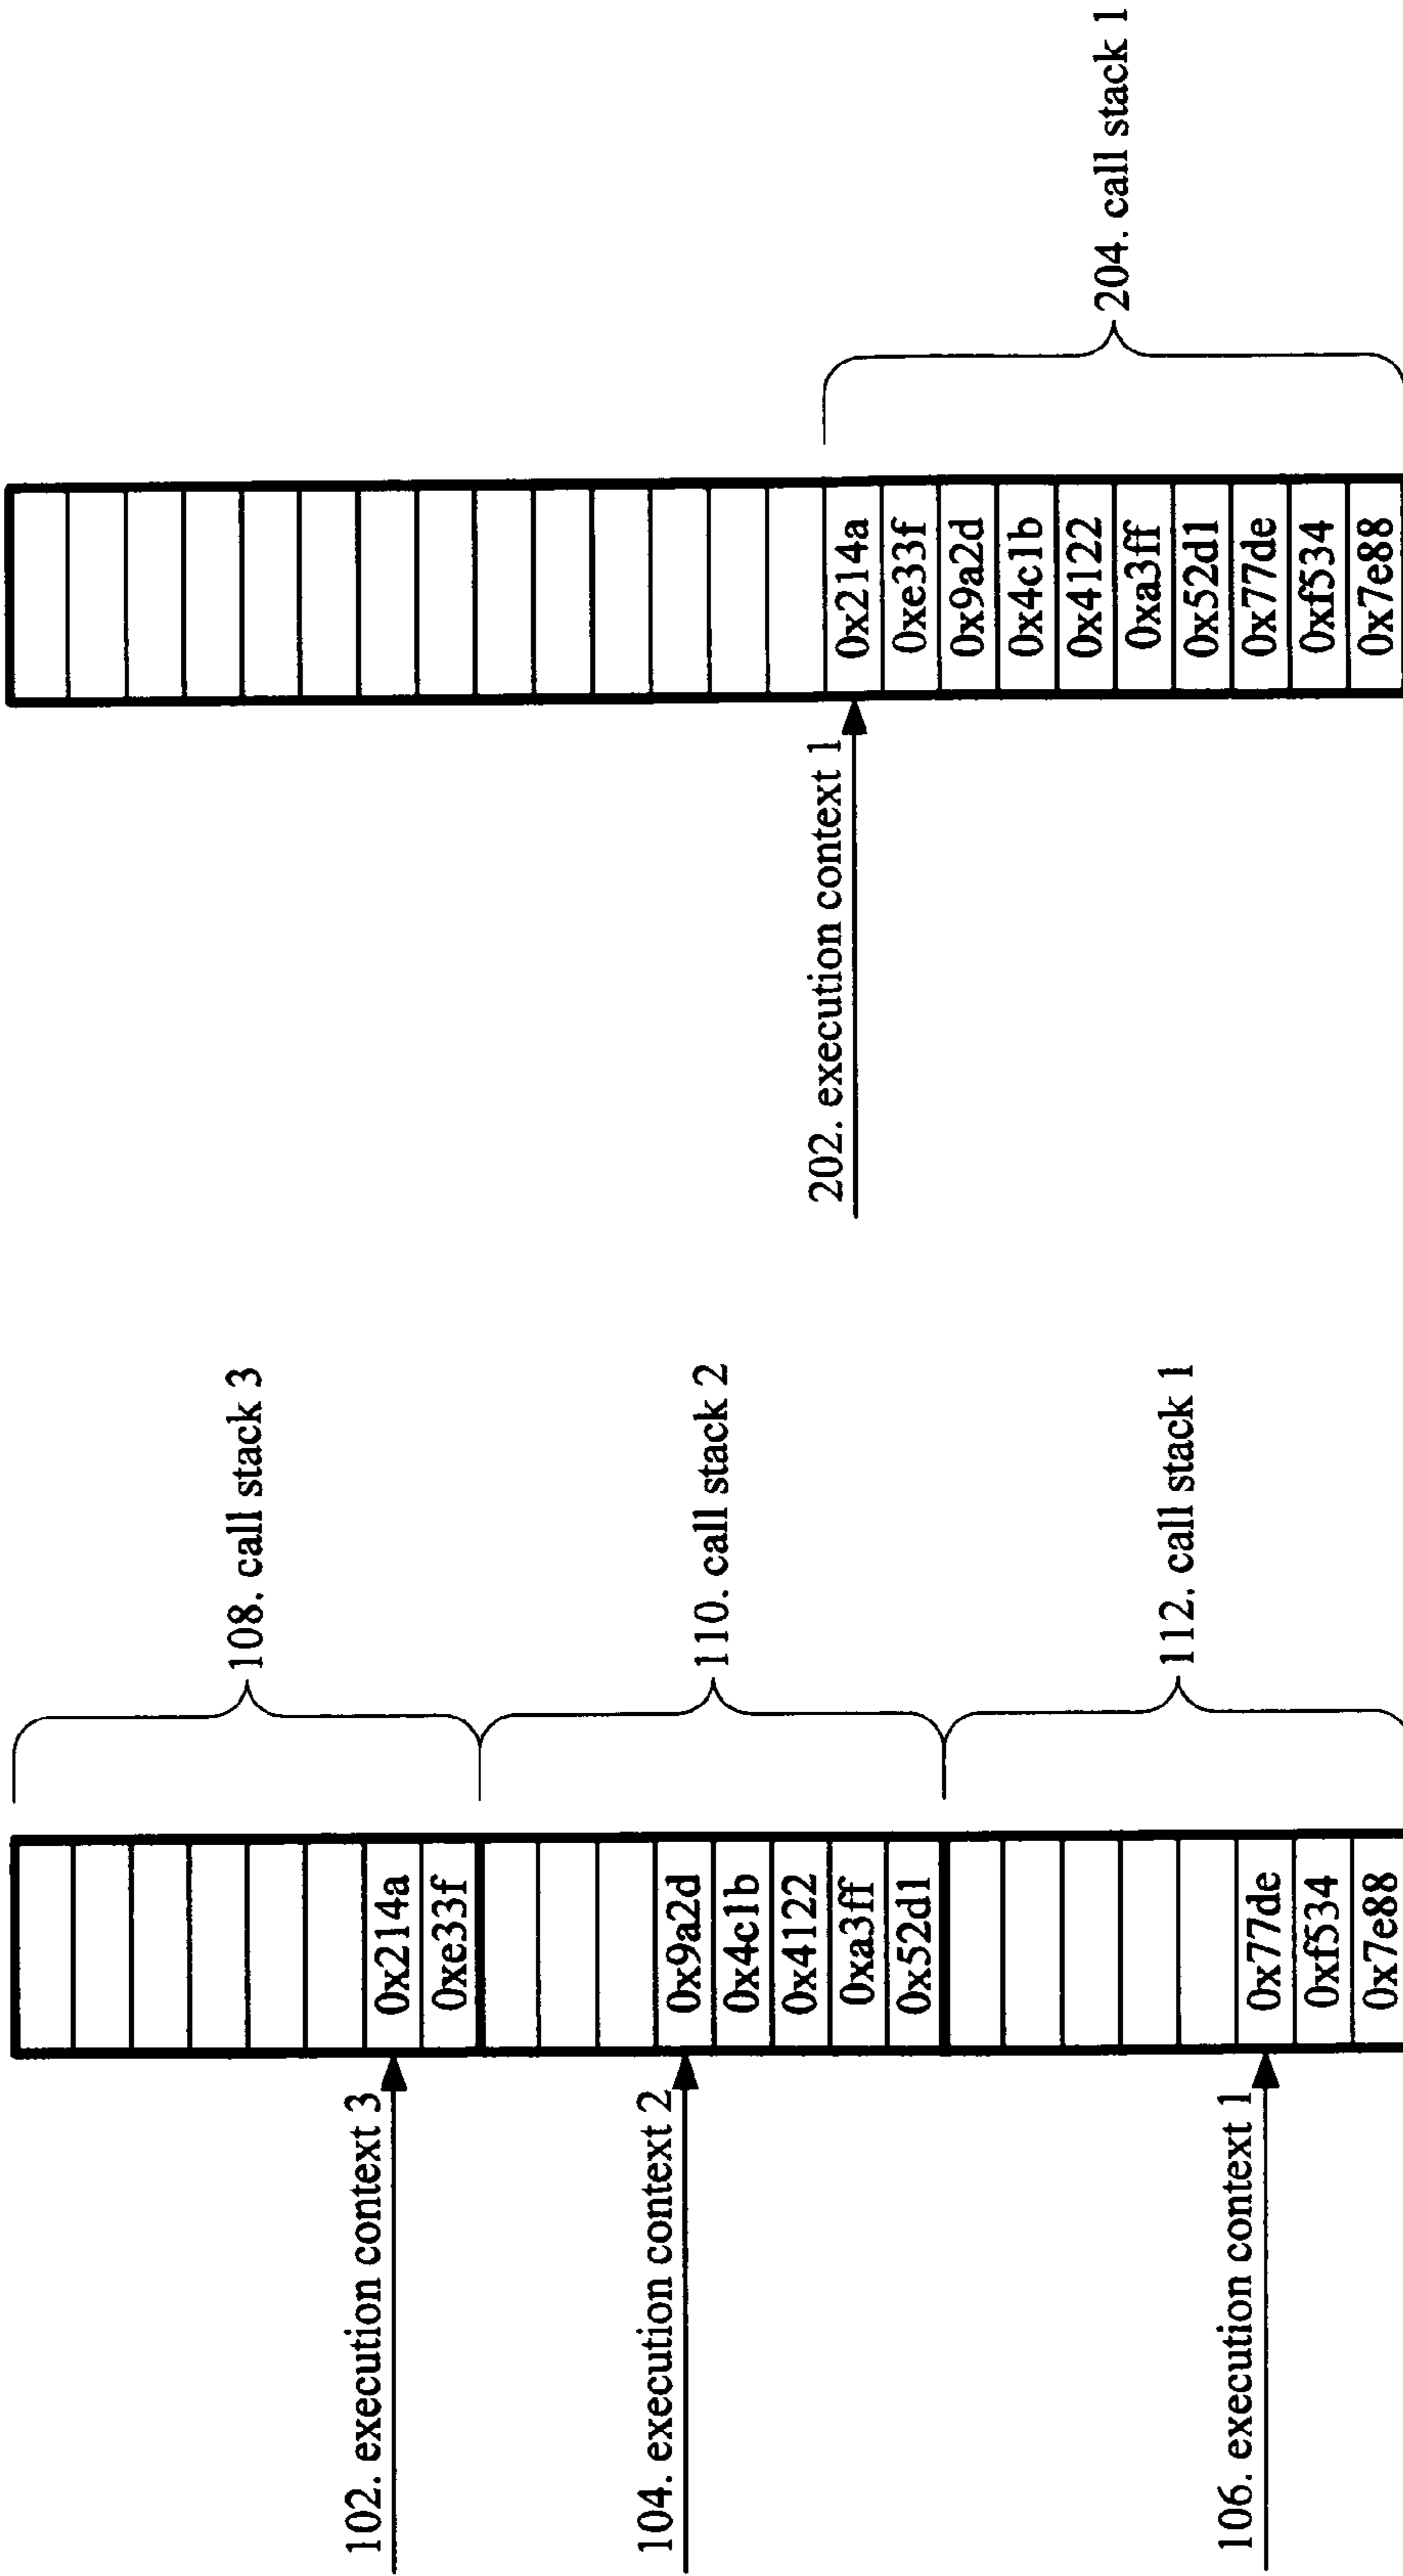 108. call stack 3
0x214a
0xe33f
102. execution context 3
110. call stack 2
0x9a2d
0x4c1b
0x4122
0xa3ff
0x52d1
104. execution context 2
112. call stack 1
0x77de
0xf534
0x7e88
106. execution context 1
0x214a
0xe33f
0x9a2d
0x4c1b
0x4122
0xa3ff
0x52d1
0x77de
0xf534
0x7e88
202. execution context 1
204. call stack 1